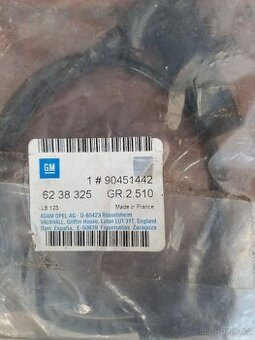 GM
1 # 90451442
62 38 325 GR.2.510
LB 123 Made in France
ADAM OPEL AG - D-65423 Rüsselsheim
VAUXHALL, Griffin House, Luton LU1 3YT, England
Opel España, E-50639 Figueruelas Zaragoza